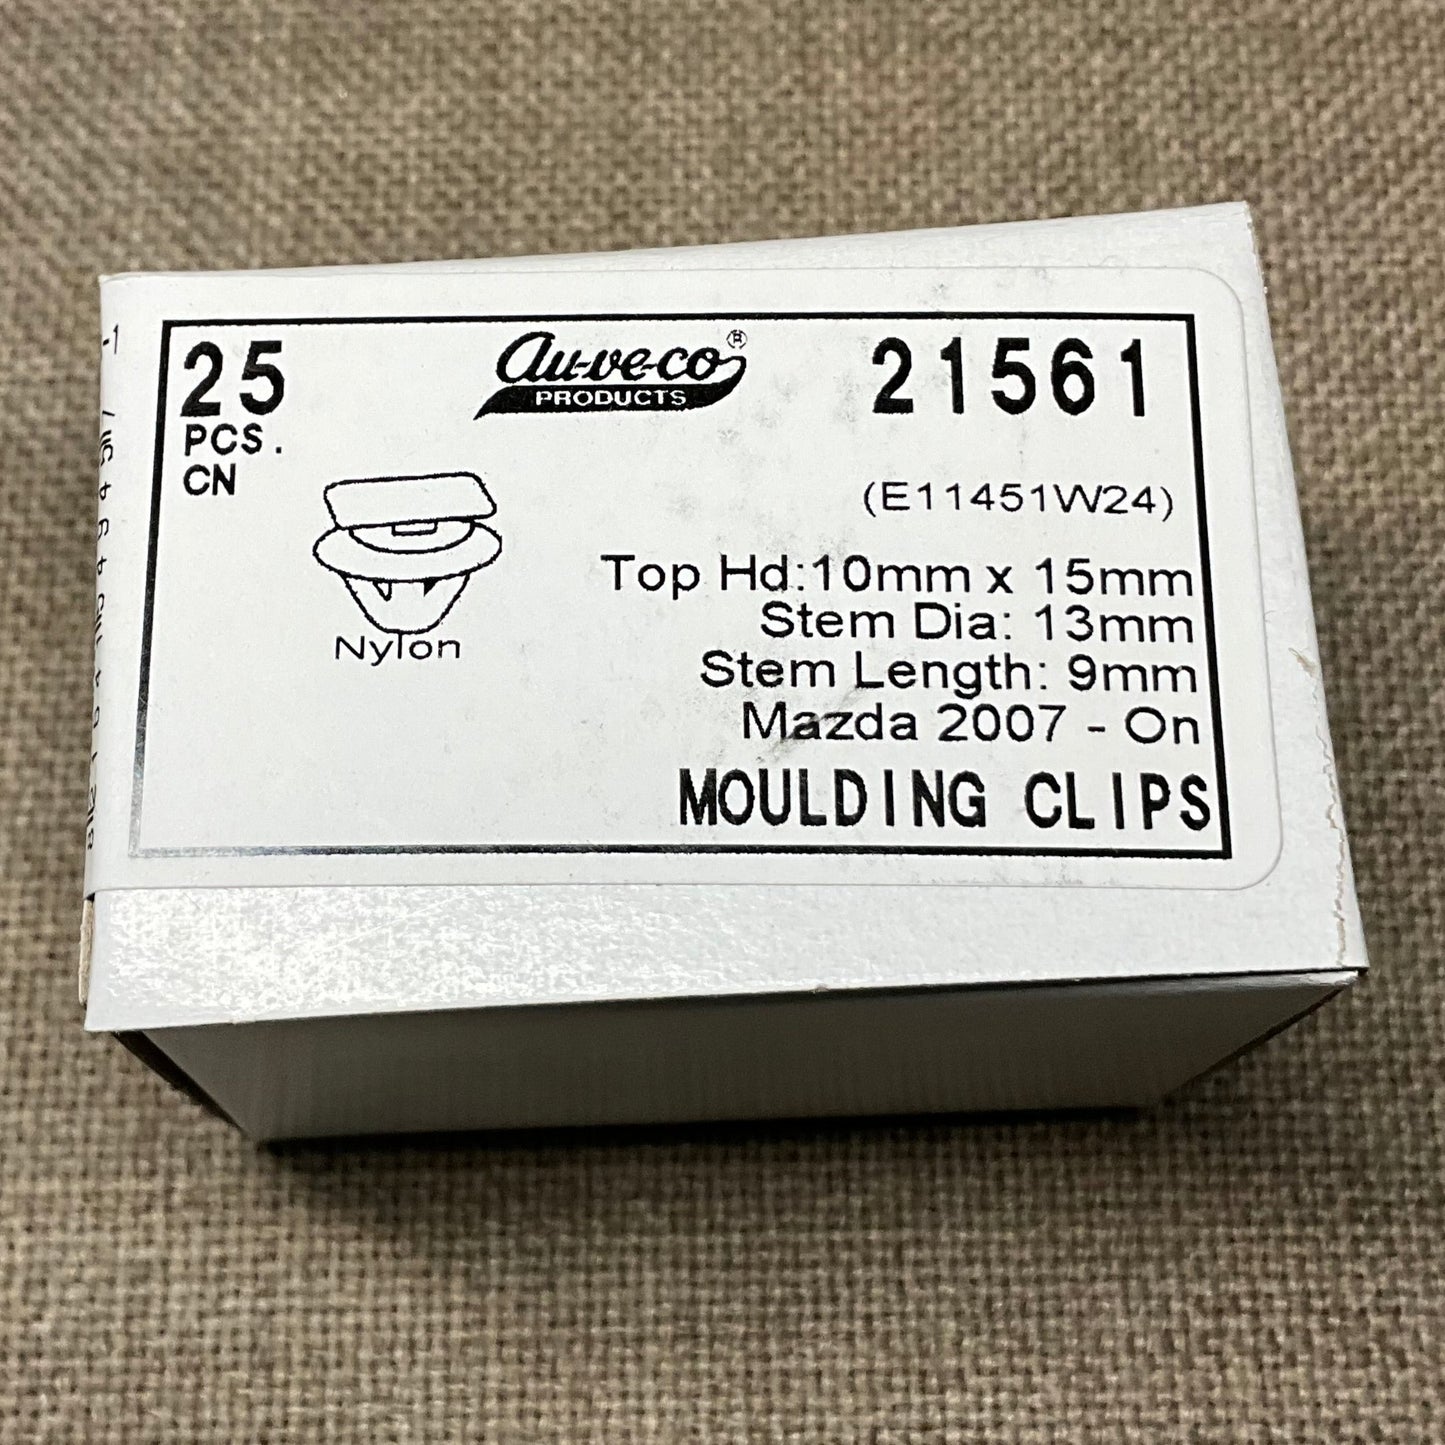 25
PCS.
CN
au-ve-co®
PRODUCTS
21561
(E11451W24)
Top Hd:10mm x 15mm
Stem Dia: 13mm
Stem Length: 9mm
Mazda 2007 - On
MOULDING CLIPS
Nylon